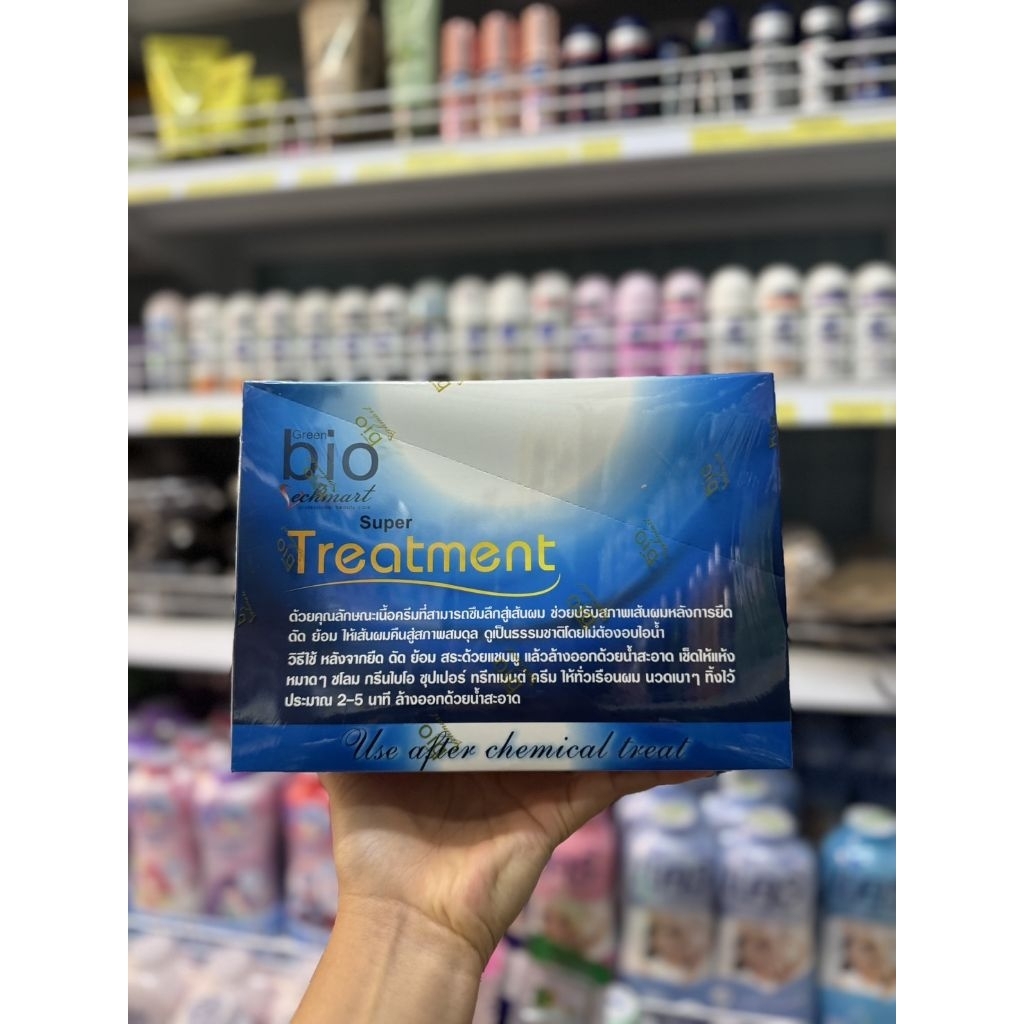 Green
bio
Techmart
professional beauty care
Super
Treatment
ด้วยคุณลักษณะเนื้อครีมที่สามารถซึมลึกสู่เส้นผม ช่วยปรับสภาพเส้นผมหลังการยืด
ดัด ย้อม ให้เส้นผมคืนสู่สภาพสมดุล ดูเป็นธรรมชาติโดยไม่ต้องอบไอน้ำ
วิธีใช้ หลังจากยืด ดัด ย้อม สระด้วยแชมพู แล้วล้างออกด้วยน้ำสะอาด เช็ดให้แห้ง
หมาดๆ ชโลม กรีนไบโอ ซุปเปอร์ ทรีทเมนต์ ครีม ให้ทั่วเรือนผม นวดเบาๆ ทิ้งไว้
ประมาณ 2-5 นาที ล้างออกด้วยน้ำสะอาด
Use after chemical treat